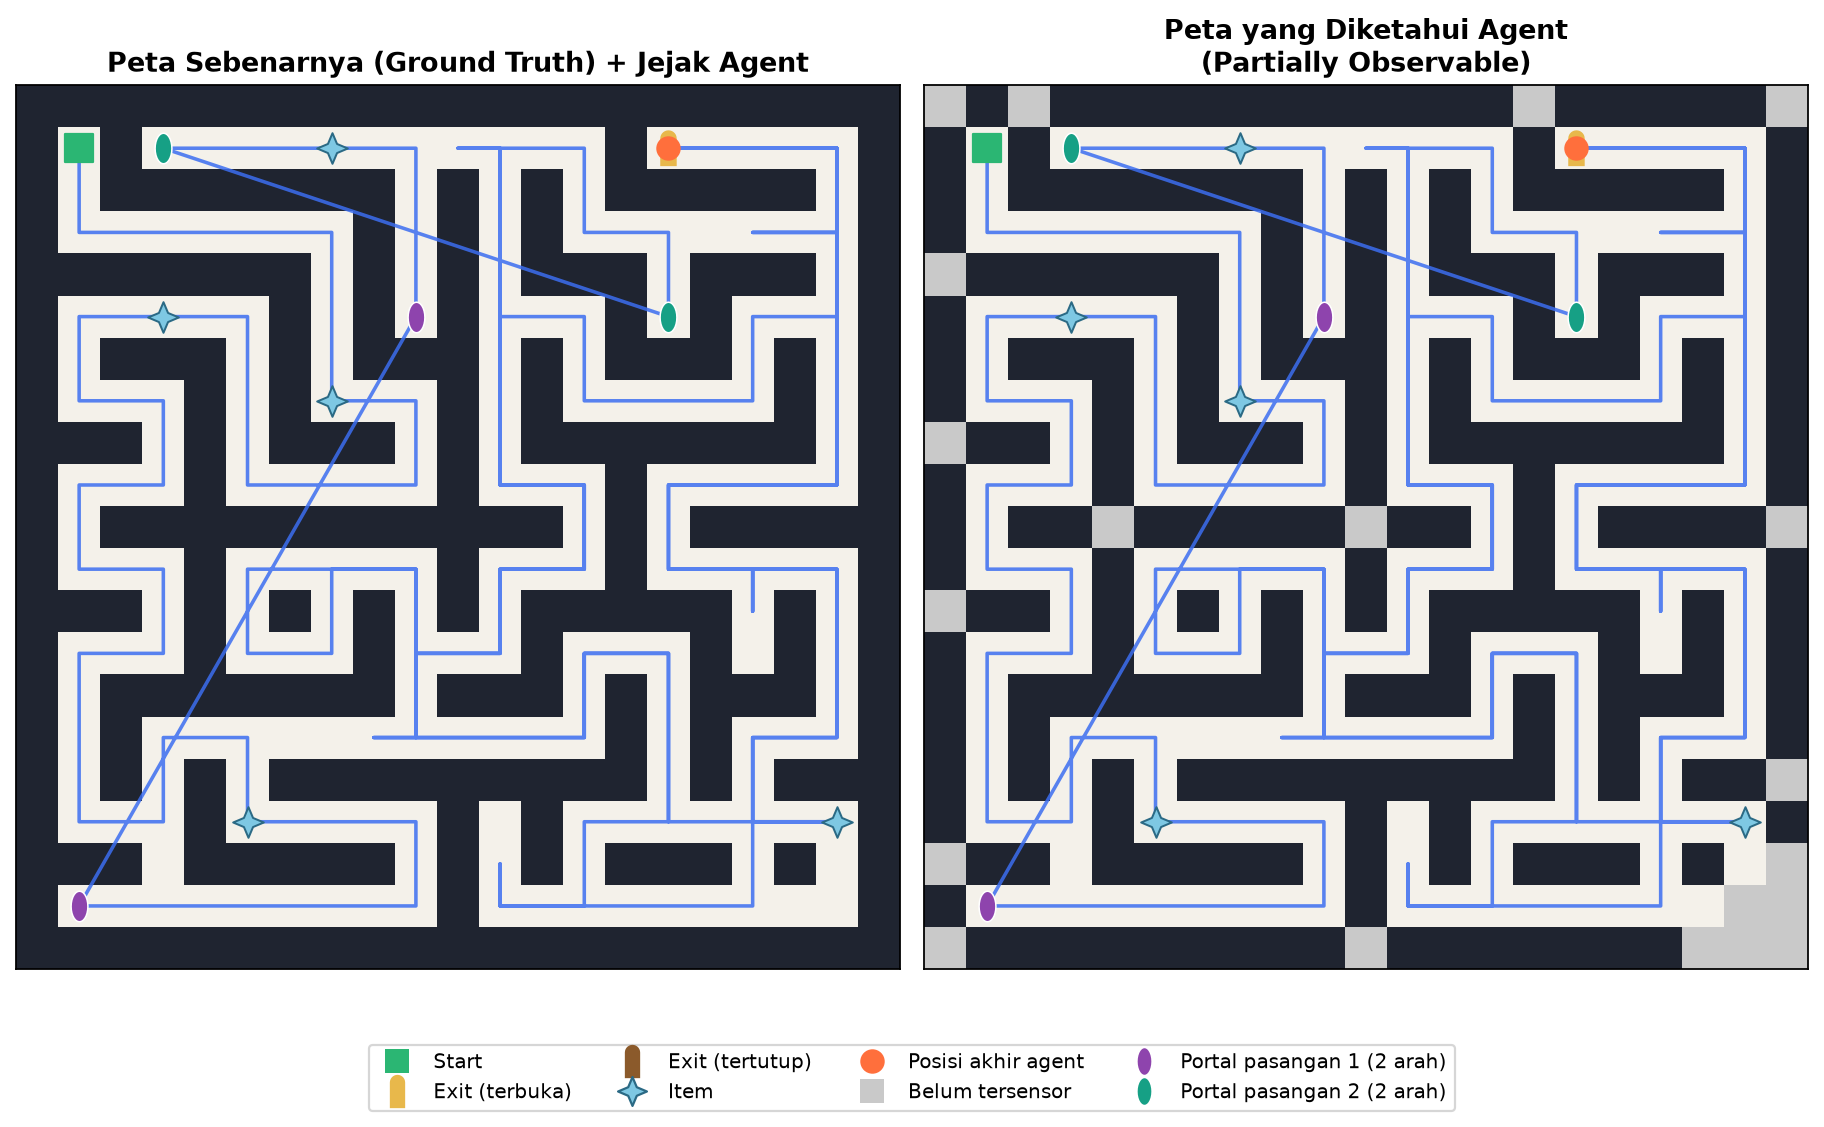 Peta Sebenarnya (Ground Truth) + Jejak Agent
Peta yang Diketahui Agent
(Partially Observable)
Start
Exit (terbuka)
Exit (tertutup)
Item
Posisi akhir agent
Belum tersensor
Portal pasangan 1 (2 arah)
Portal pasangan 2 (2 arah)